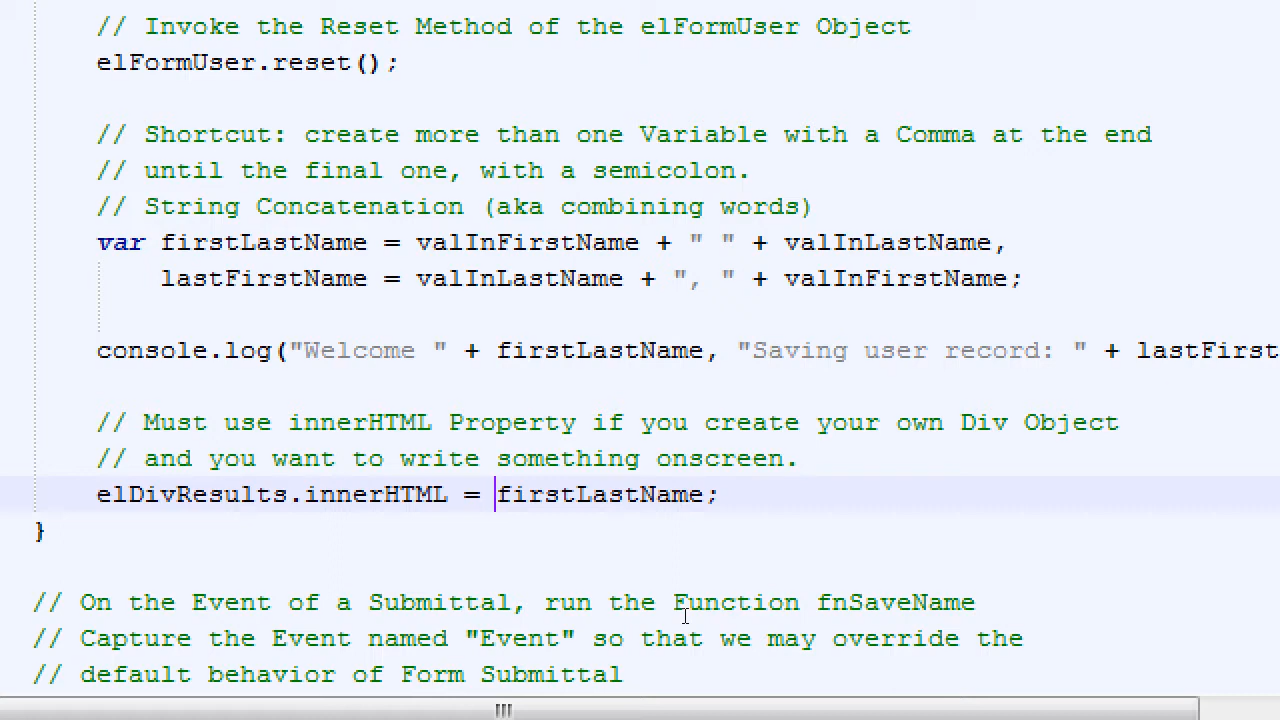 // Invoke the Reset Method of the elFormUser Object
elFormUser.reset();
// Shortcut: create more than one Variable with a Comma at the end
// until the final one, with a semicolon.
// String Concatenation (aka combining words)
var firstLastName = valInFirstName + " " + valInLastName,
lastFirstName = valInLastName + ", " + valInFirstName;
console.log("Welcome " + firstLastName, "Saving user record: " + lastFirst
// Must use innerHTML Property if you create your own Div Object
// and you want to write something onscreen.
elDivResults.innerHTML = firstLastName;
}
// On the Event of a Submittal, run the Function fnSaveName
// Capture the Event named "Event" so that we may override the
// default behavior of Form Submittal